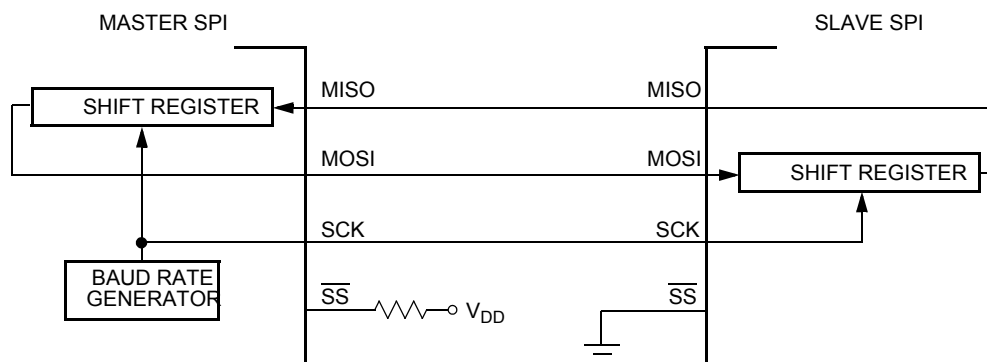 MASTER SPI
SLAVE SPI
SHIFT REGISTER
MISO
MISO
MOSI
MOSI
SHIFT REGISTER
SCK
SCK
BAUD RATE
GENERATOR
SS
V_DD
SS